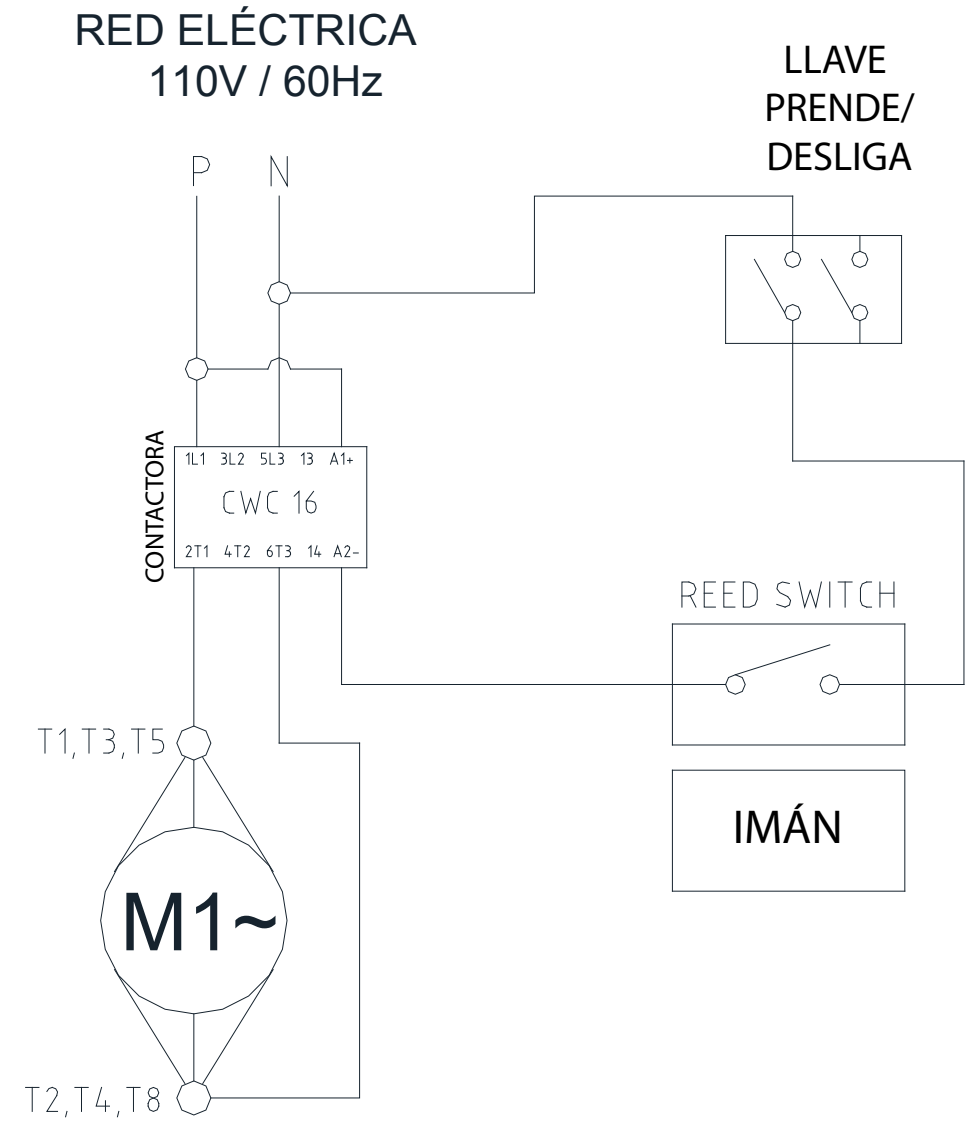 RED ELÉCTRICA
110V / 60Hz
LLAVE
PRENDE/
DESLIGA
P N
CONTACTORA
1L1 3L2 5L3 13 A1+
CWC 16
2T1 4T2 6T3 14 A2-
REED SWITCH
T1,T3,T5
IMÁN
M1~
T2,T4,T8